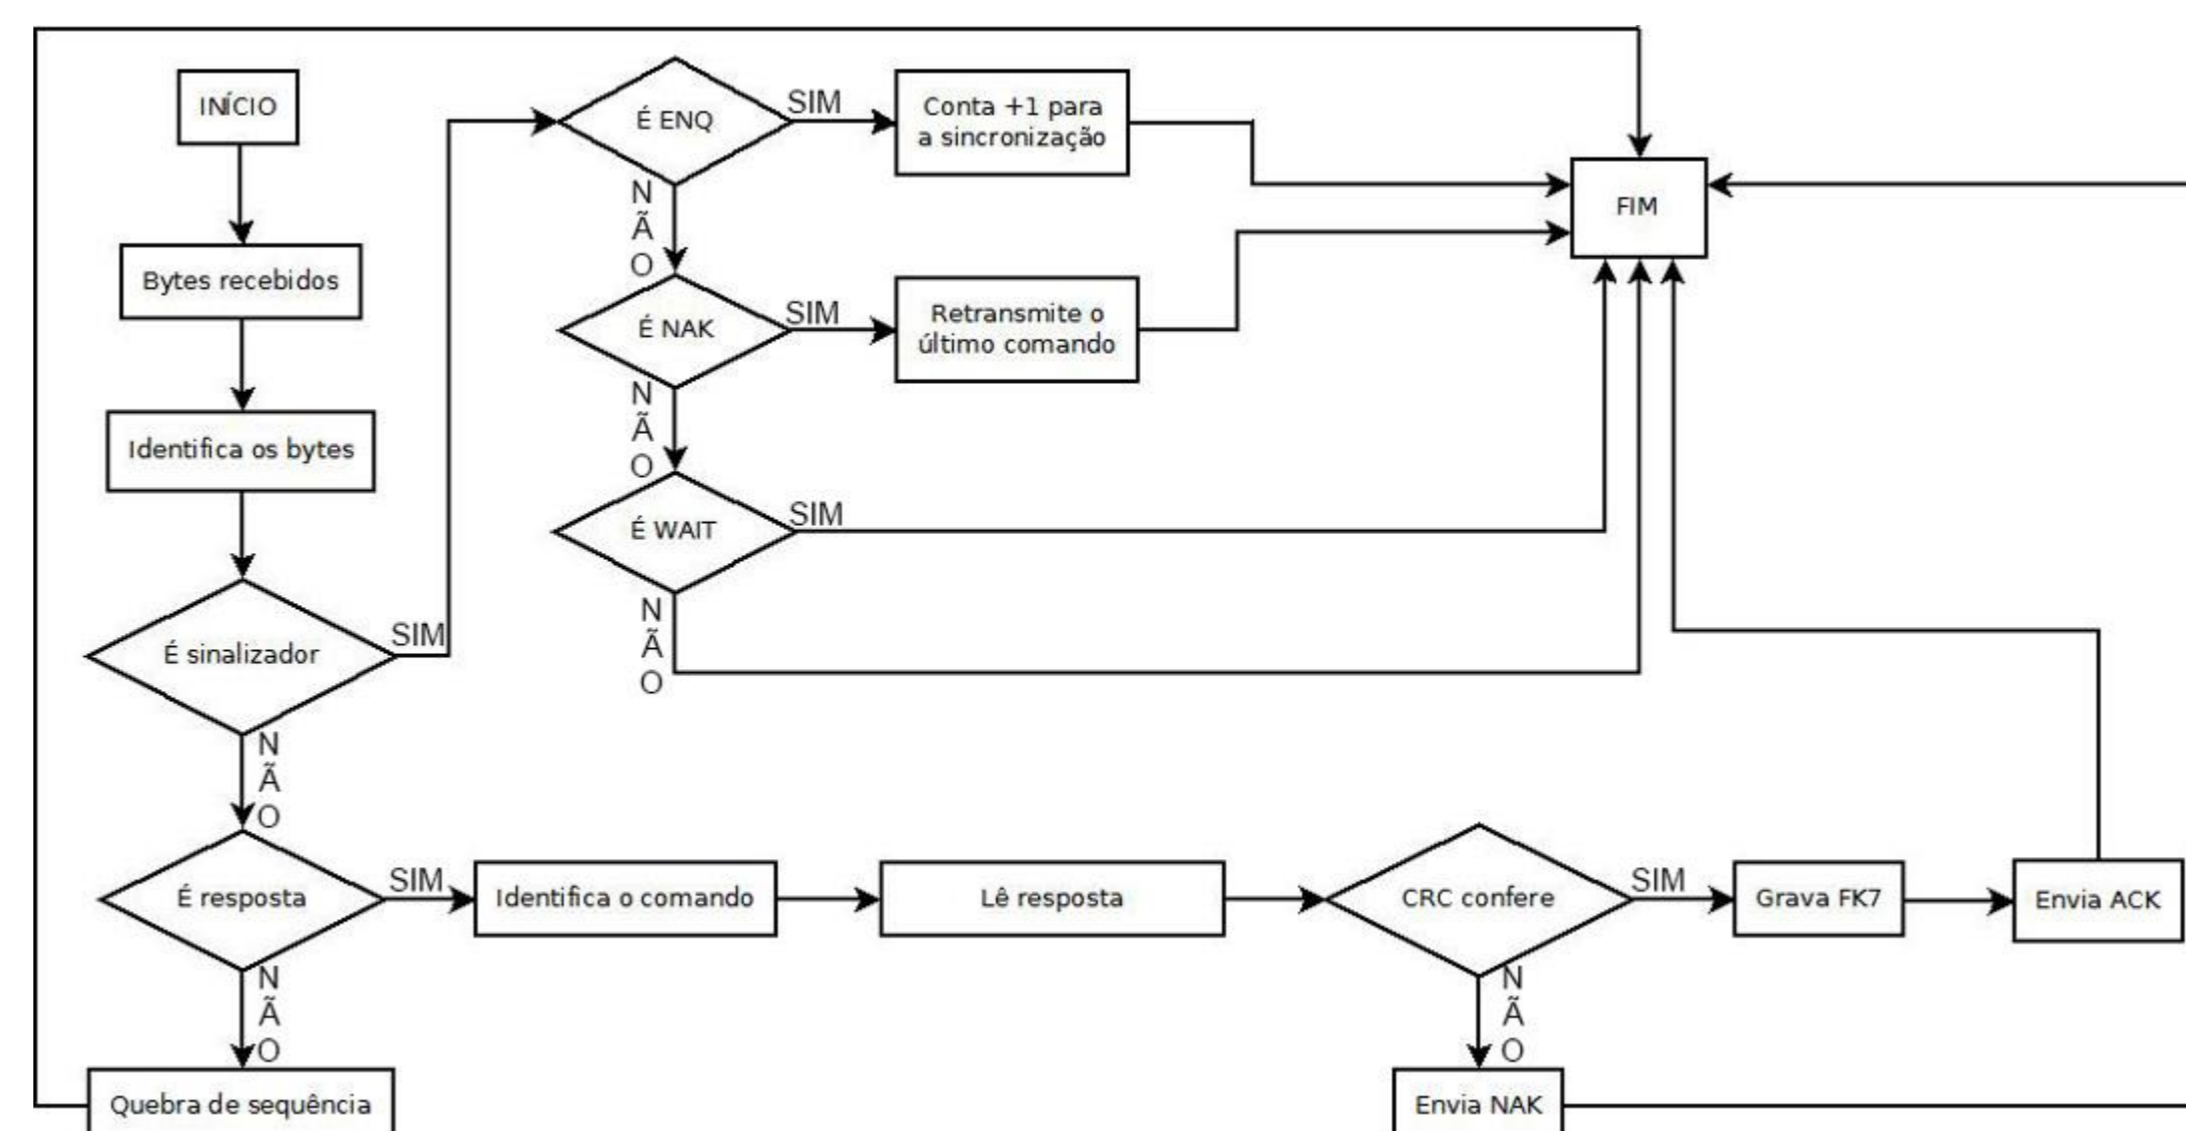 INÍCIO
Bytes recebidos
Identifica os bytes
É sinalizador
SIM
NÃO
É ENQ
SIM
Conta +1 para
a sincronização
NÃO
É NAK
SIM
Retransmite o
último comando
NÃO
É WAIT
SIM
NÃO
FIM
É resposta
SIM
Identifica o comando
Lê resposta
CRC confere
SIM
Grava FK7
Envia ACK
NÃO
Quebra de sequência
NÃO
Envia NAK